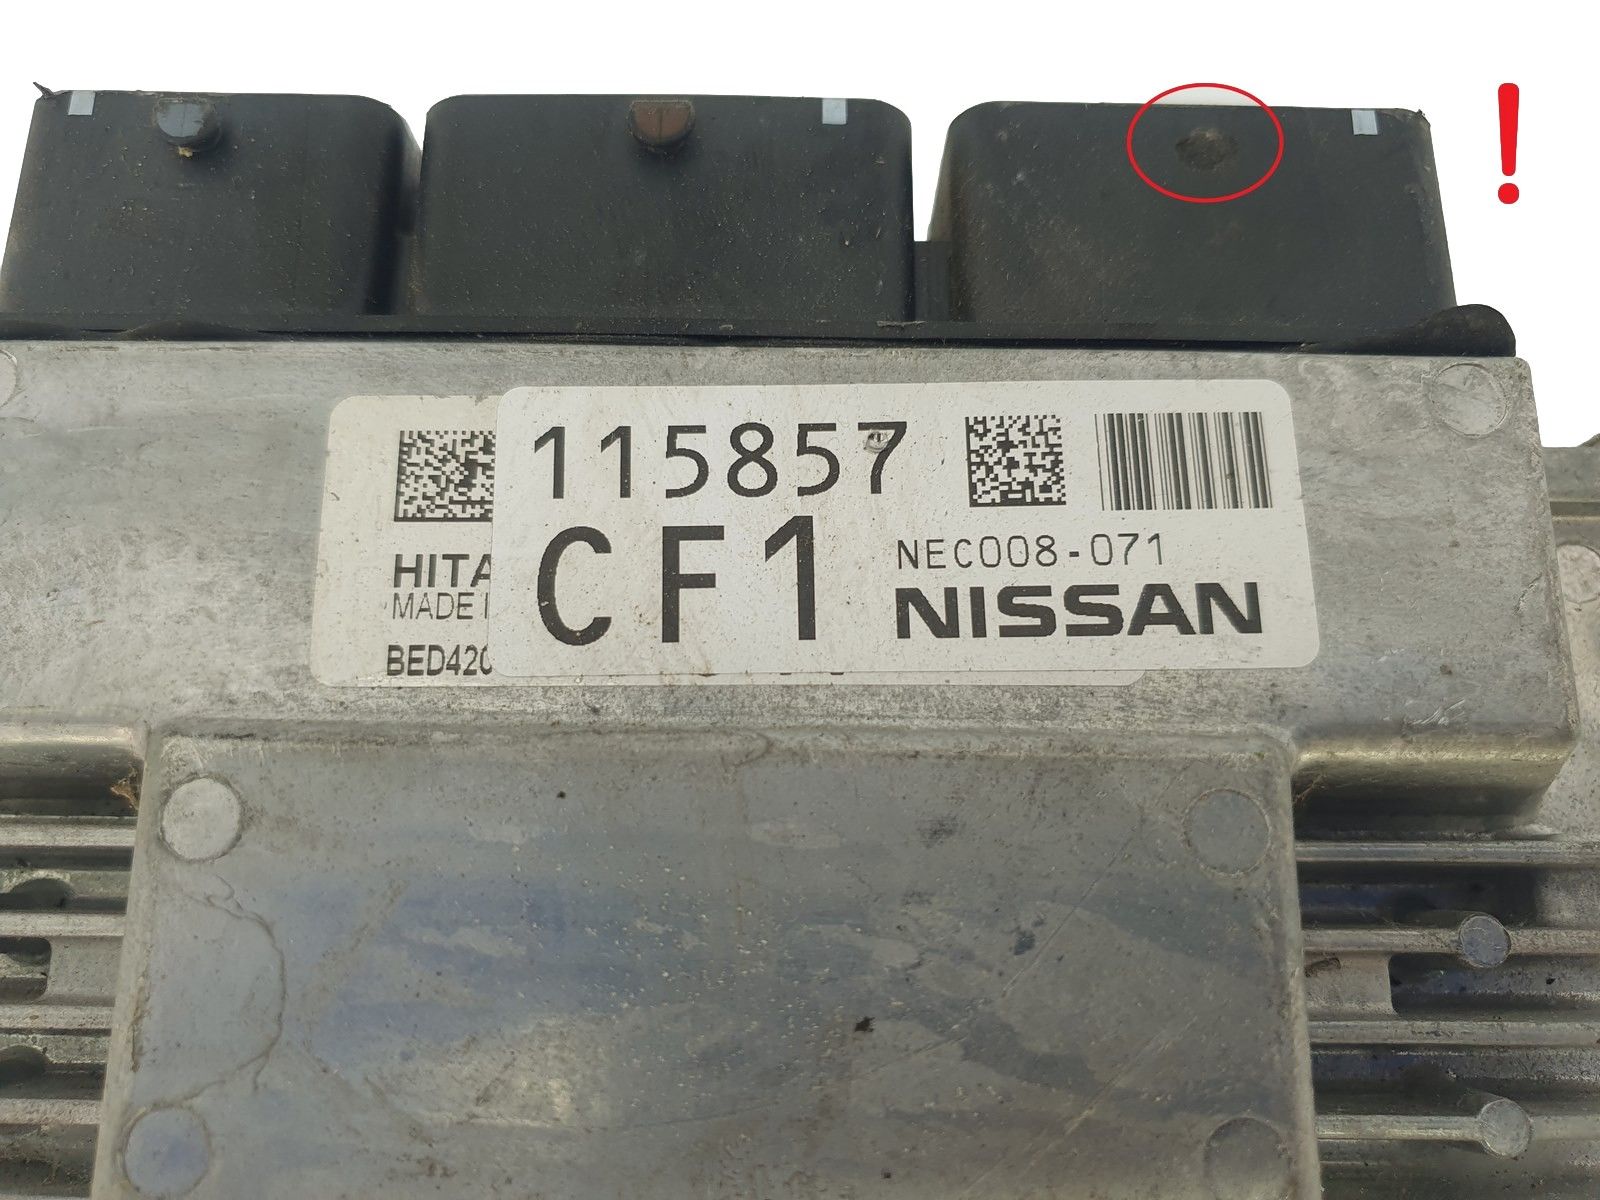 115857
CF1
NEC008-071
NISSAN
HITA
MADE I
BED420
!